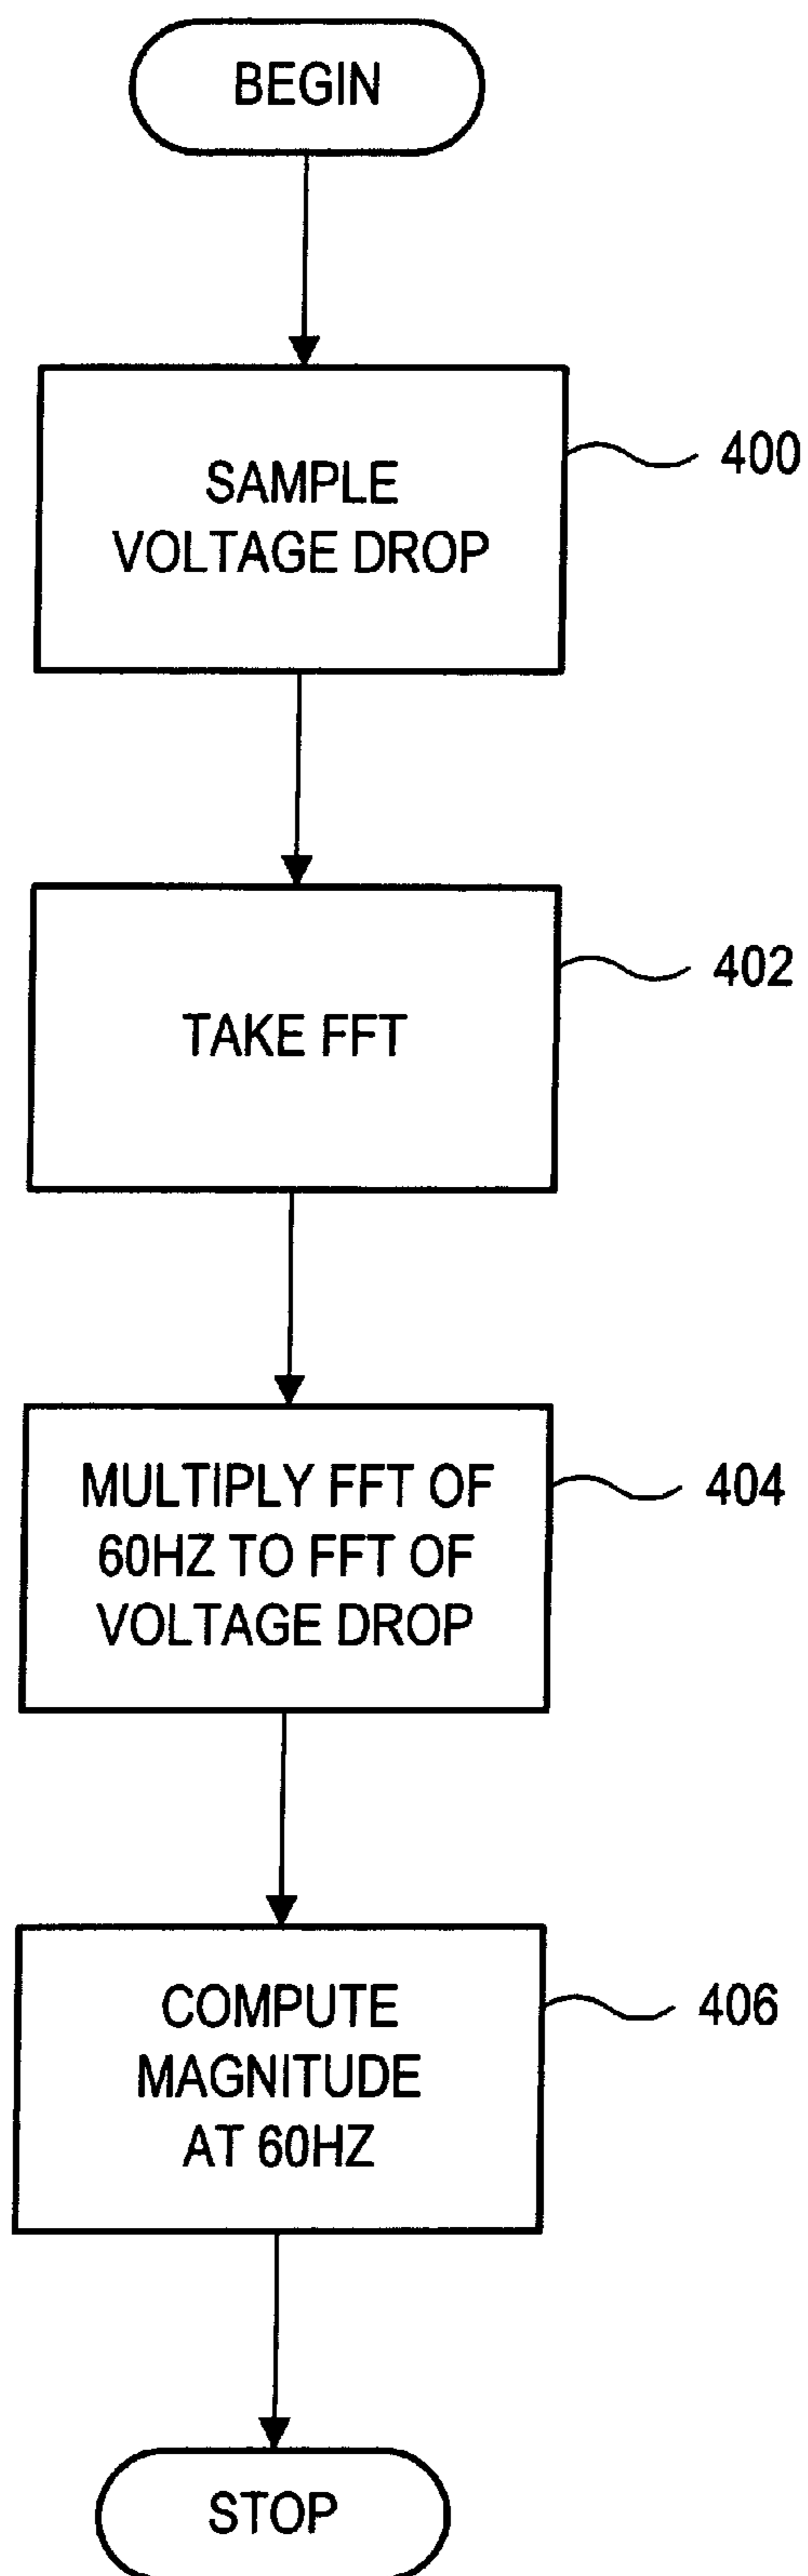 BEGIN
SAMPLE
VOLTAGE DROP
400
TAKE FFT
402
MULTIPLY FFT OF
60HZ TO FFT OF
VOLTAGE DROP
404
COMPUTE
MAGNITUDE
AT 60HZ
406
STOP